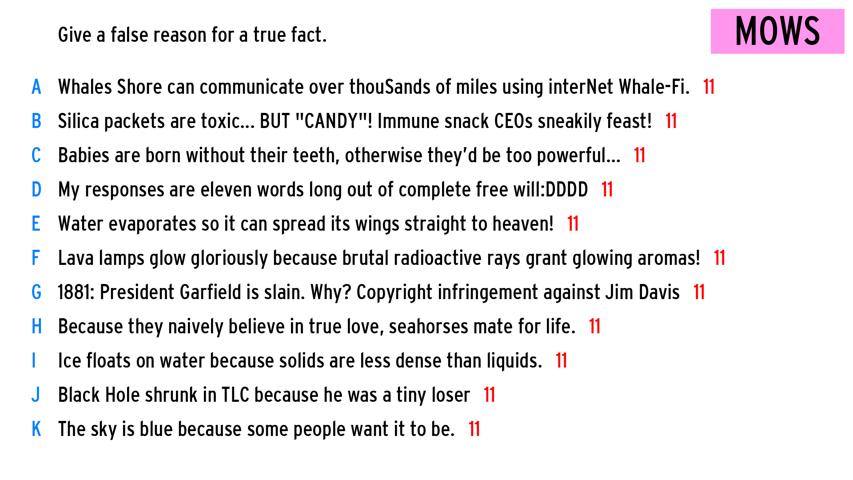 Give a false reason for a true fact.
MOWS
A Whales Shore can communicate over thouSands of miles using interNet Whale-Fi. 11
B Silica packets are toxic... BUT "CANDY"! Immune snack CEOs sneakily feast! 11
C Babies are born without their teeth, otherwise they'd be too powerful... 11
D My responses are eleven words long out of complete free will:DDDD 11
E Water evaporates so it can spread its wings straight to heaven! 11
F Lava lamps glow gloriously because brutal radioactive rays grant glowing aromas! 11
G 1881: President Garfield is slain. Why? Copyright infringement against Jim Davis 11
H Because they naively believe in true love, seahorses mate for life. 11
I Ice floats on water because solids are less dense than liquids. 11
J Black Hole shrunk in TLC because he was a tiny loser 11
K The sky is blue because some people want it to be. 11